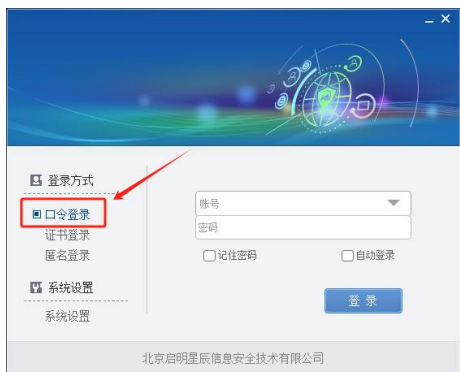 登录方式
口令登录
证书登录
匿名登录
系统设置
系统设置
账号
密码
记住密码
自动登录
登 录
北京启明星辰信息安全技术有限公司